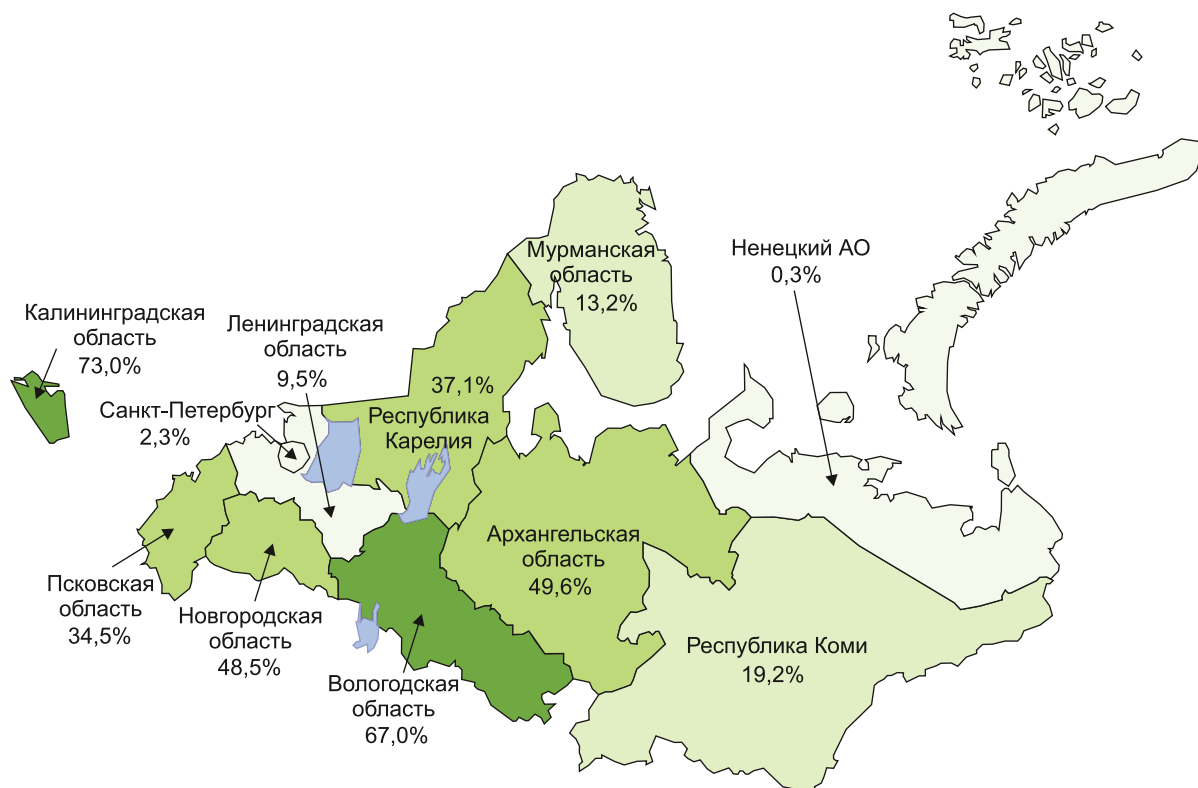 Мурманская
область
13,2%
Ненецкий АО
0,3%
Калининградская
область
73,0%
Ленинградская
область
9,5%
Санкт-Петербург
2,3%
37,1%
Республика
Карелия
Архангельская
область
49,6%
Псковская
область
34,5%
Новгородская
область
48,5%
Вологодская
область
67,0%
Республика Коми
19,2%